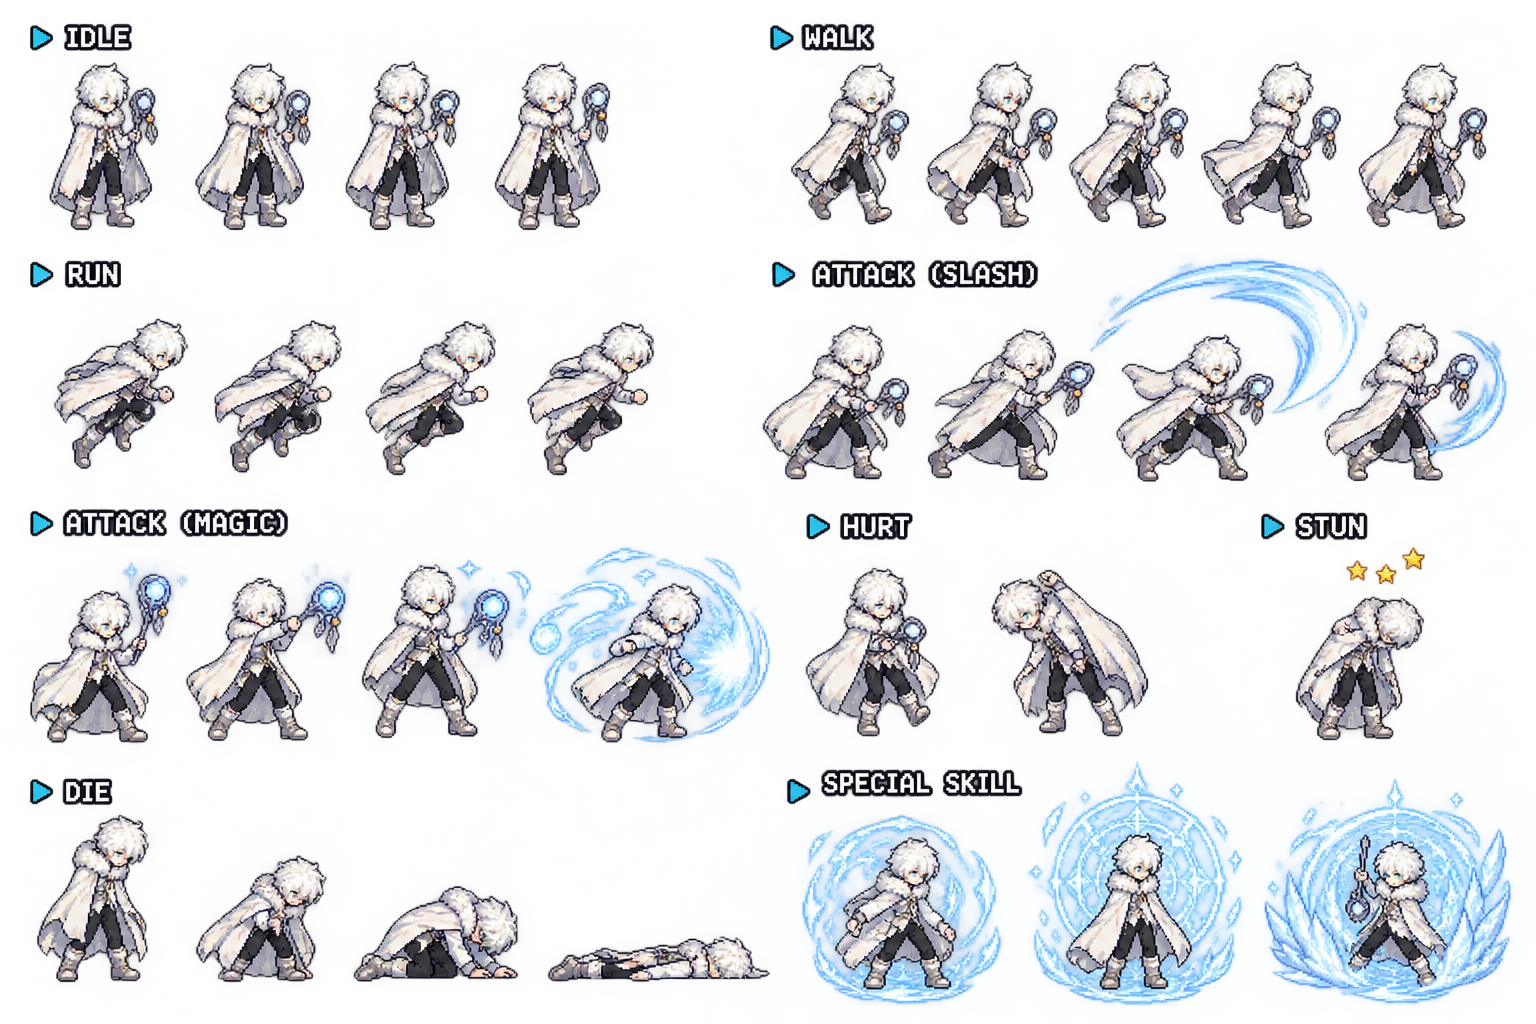 IDLE
WALK
RUN
ATTACK (SLASH)
ATTACK (MAGIC)
HURT
STUN
DIE
SPECIAL SKILL